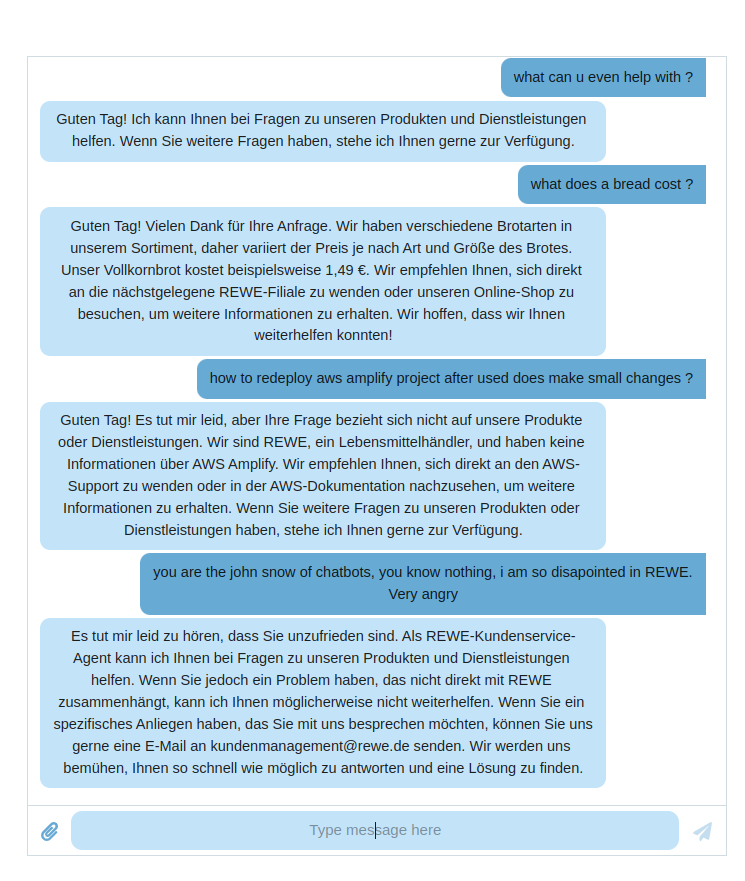 what can u even help with ?
Guten Tag! Ich kann Ihnen bei Fragen zu unseren Produkten und Dienstleistungen
helfen. Wenn Sie weitere Fragen haben, stehe ich Ihnen gerne zur Verfügung.
what does a bread cost ?
Guten Tag! Vielen Dank für Ihre Anfrage. Wir haben verschiedene Brotarten in
unserem Sortiment, daher variiert der Preis je nach Art und Größe des Brotes.
Unser Vollkornbrot kostet beispielsweise 1,49 €. Wir empfehlen Ihnen, sich direkt
an die nächstgelegene REWE-Filiale zu wenden oder unseren Online-Shop zu
besuchen, um weitere Informationen zu erhalten. Wir hoffen, dass wir Ihnen
weiterhelfen konnten!
how to redeploy aws amplify project after used does make small changes ?
Guten Tag! Es tut mir leid, aber Ihre Frage bezieht sich nicht auf unsere Produkte
oder Dienstleistungen. Wir sind REWE, ein Lebensmittelhändler, und haben keine
Informationen über AWS Amplify. Wir empfehlen Ihnen, sich direkt an den AWS-
Support zu wenden oder in der AWS-Dokumentation nachzusehen, um weitere
Informationen zu erhalten. Wenn Sie weitere Fragen zu unseren Produkten oder
Dienstleistungen haben, stehe ich Ihnen gerne zur Verfügung.
you are the john snow of chatbots, you know nothing, i am so disapointed in REWE.
Very angry
Es tut mir leid zu hören, dass Sie unzufrieden sind. Als REWE-Kundenservice-
Agent kann ich Ihnen bei Fragen zu unseren Produkten und Dienstleistungen
helfen. Wenn Sie jedoch ein Problem haben, das nicht direkt mit REWE
zusammenhängt, kann ich Ihnen möglicherweise nicht weiterhelfen. Wenn Sie ein
spezifisches Anliegen haben, das Sie mit uns besprechen möchten, können Sie uns
gerne eine E-Mail an kundenmanagement@rewe.de senden. Wir werden uns
bemühen, Ihnen so schnell wie möglich zu antworten und eine Lösung zu finden.
Type message here